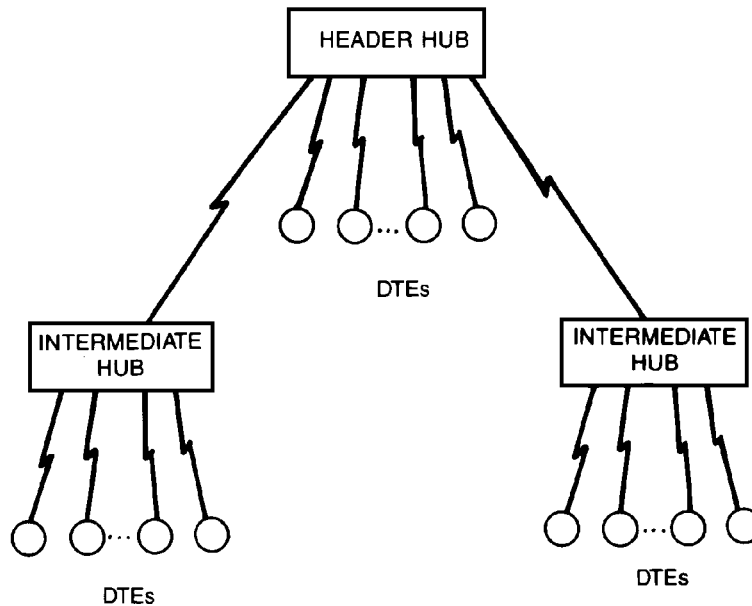 HEADER HUB
...
DTEs
INTERMEDIATE
HUB
INTERMEDIATE
HUB
...
...
DTEs
DTEs